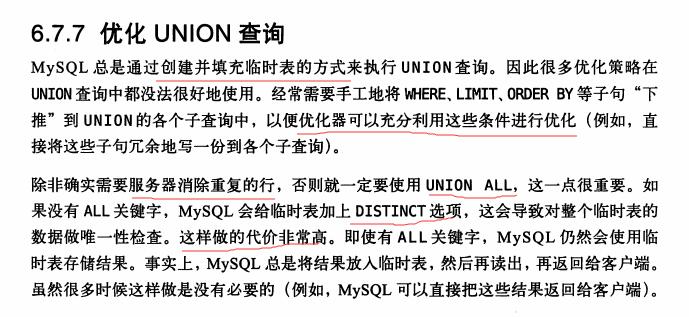 6.7.7 优化 UNION 查询
MySQL 总是通过创建并填充临时表的方式来执行 UNION 查询。因此很多优化策略在
UNION 查询中都没法很好地使用。经常需要手工地将 WHERE、LIMIT、ORDER BY 等子句“下
推”到 UNION 的各个子查询中，以便优化器可以充分利用这些条件进行优化（例如，直
接将这些子句冗余地写一份到各个子查询）。
除非确实需要服务器消除重复的行，否则就一定要使用 UNION ALL，这一点很重要。如
果没有 ALL 关键字，MySQL 会给临时表加上 DISTINCT 选项，这会导致对整个临时表的
数据做唯一性检查。这样做的代价非常高。即使有 ALL 关键字，MySQL 仍然会使用临
时表存储结果。事实上，MySQL 总是将结果放入临时表，然后再读出，再返回给客户端。
虽然很多时候这样做是没有必要的（例如，MySQL 可以直接把这些结果返回给客户端）。